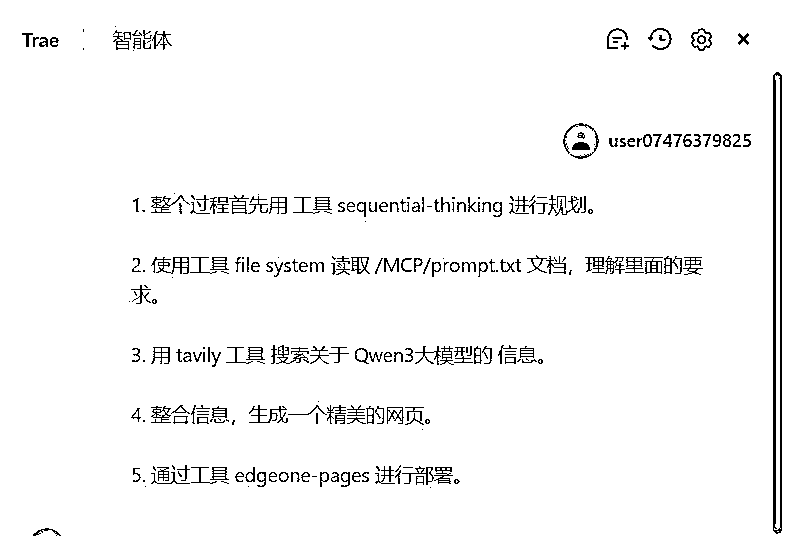 Trae 智能体
user07476379825
1. 整个过程首先用 工具 sequential-thinking 进行规划。
2. 使用工具 file system 读取 /MCP/prompt.txt 文档，理解里面的要
求。
3. 用 tavily 工具 搜索关于 Qwen3大模型的 信息。
4. 整合信息，生成一个精美的网页。
5. 通过工具 edgeone-pages 进行部署。